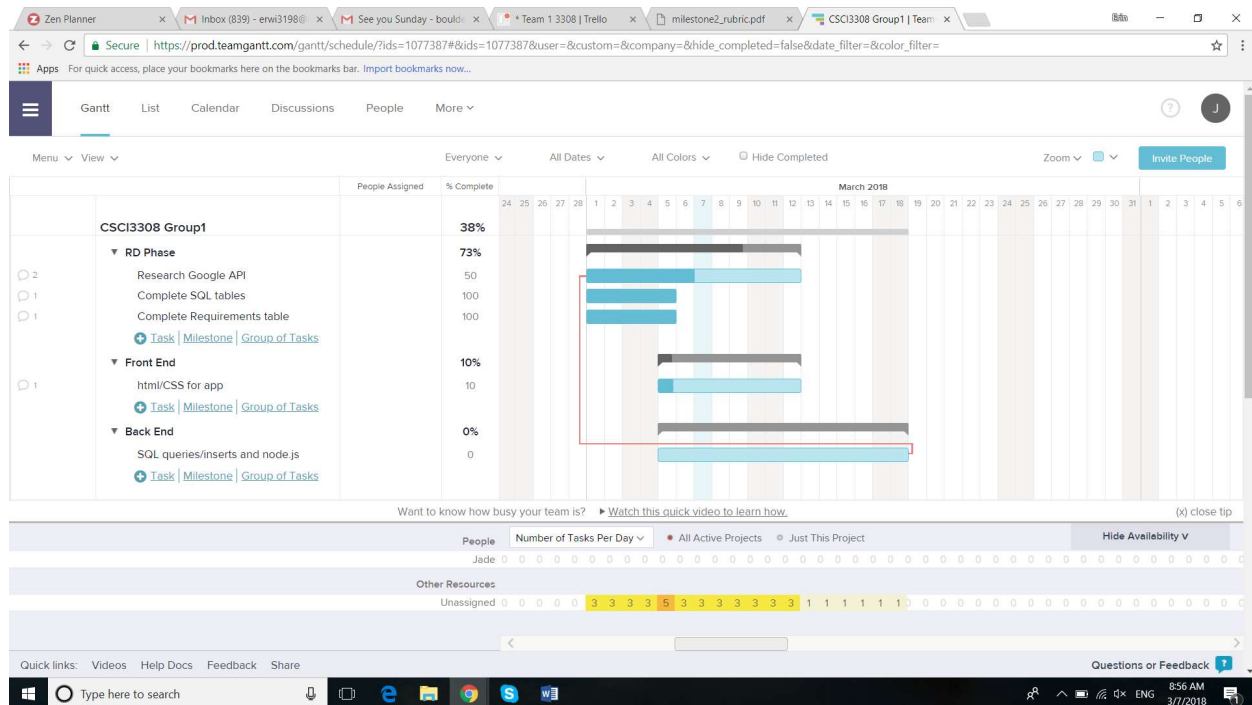 Zen Planner
M Inbox (839) - erwi3198@
See you Sunday - boulde
* Team 1 3308 | Trello
milestone2_rubric.pdf
CSCI3308 Group1 | Team
Erin
Secure | https://prod.teamgantt.com/gantt/schedule/?ids=1077387#&ids=1077387&user=&custom=&company=&hide_completed=false&date_filter=&color_filter=
Apps For quick access, place your bookmarks here on the bookmarks bar. Import bookmarks now...
Gantt List Calendar Discussions People More ? J
Menu View Everyone All Dates All Colors Hide Completed Zoom Invite People
People Assigned % Complete March 2018
24 25 26 27 28 1 2 3 4 5 6 7 8 9 10 11 12 13 14 15 16 17 18 19 20 21 22 23 24 25 26 27 28 29 30 31 1 2 3 4 5 6
CSCI3308 Group1 38%
RD Phase 73%
2 Research Google API 50
1 Complete SQL tables 100
1 Complete Requirements table 100
Task | Milestone | Group of Tasks
Front End 10%
1 html/CSS for app 10
Task | Milestone | Group of Tasks
Back End 0%
SQL queries/inserts and node.js 0
Task | Milestone | Group of Tasks
Want to know how busy your team is? Watch this quick video to learn how. (x) close tip
People Number of Tasks Per Day All Active Projects Just This Project Hide Availability
Jade 0 0 0 0 0 0 0 0 0 0 0 0 0 0 0 0 0 0 0 0 0 0 0 0 0 0 0 0 0 0 0 0 0 0 0 0 0 0 0 0 0 0
Other Resources
Unassigned 0 0 0 0 0 3 3 3 3 5 3 3 3 3 3 3 3 1 1 1 1 1 1 0 0 0 0 0 0 0 0 0 0 0 0 0 0 0 0 0 0 0
Quick links: Videos Help Docs Feedback Share Questions or Feedback ?
Type here to search ENG 8:56 AM
3/7/2018